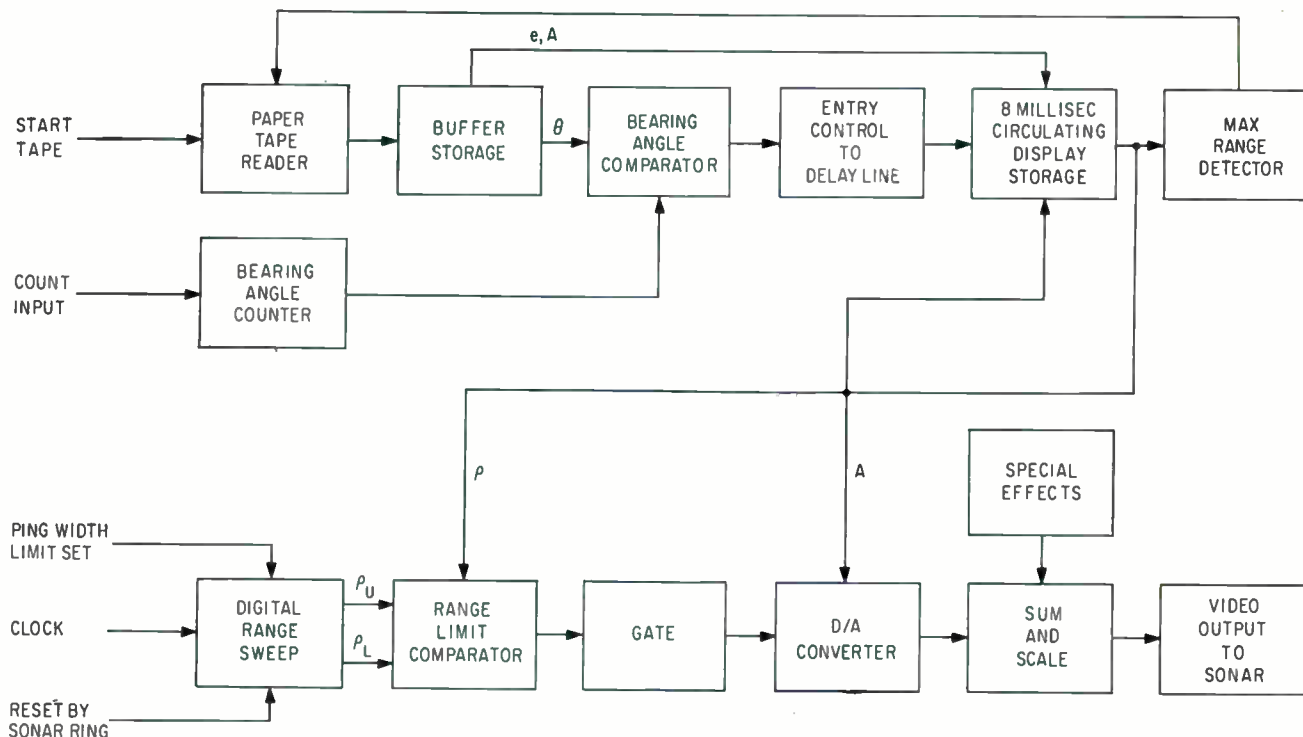 e, A
START
TAPE
PAPER
TAPE
READER
BUFFER
STORAGE
θ
BEARING
ANGLE
COMPARATOR
ENTRY
CONTROL
TO
DELAY LINE
8 MILLISEC
CIRCULATING
DISPLAY
STORAGE
MAX
RANGE
DETECTOR
COUNT
INPUT
BEARING
ANGLE
COUNTER
ρ
A
SPECIAL
EFFECTS
PING WIDTH
LIMIT SET
CLOCK
RESET BY
SONAR RING
DIGITAL
RANGE
SWEEP
ρU
ρL
RANGE
LIMIT
COMPARATOR
GATE
D/A
CONVERTER
SUM
AND
SCALE
VIDEO
OUTPUT
TO
SONAR